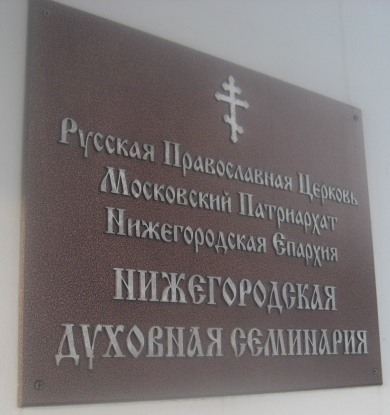 Русская Православная Церковь
Московский Патриархат
Нижегородская Епархия
НИЖЕГОРОДСКАЯ
ДУХОВНАЯ СЕМИНАРИЯ